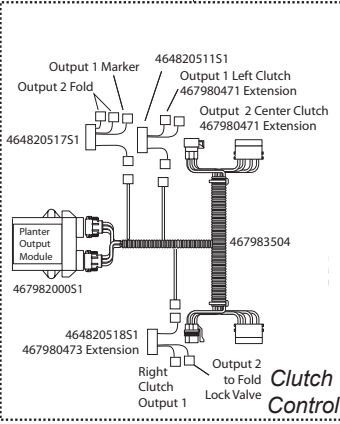 464820511S1
Output 1 Marker
Output 1 Left Clutch
Output 2 Fold
467980471 Extension
Output 2 Center Clutch
467980471 Extension
464820517S1
Planter
Output
Module
467983504
467982000S1
464820518S1
467980473 Extension
Right
Clutch
Output 1
Output 2
to Fold
Lock Valve
Clutch
Control